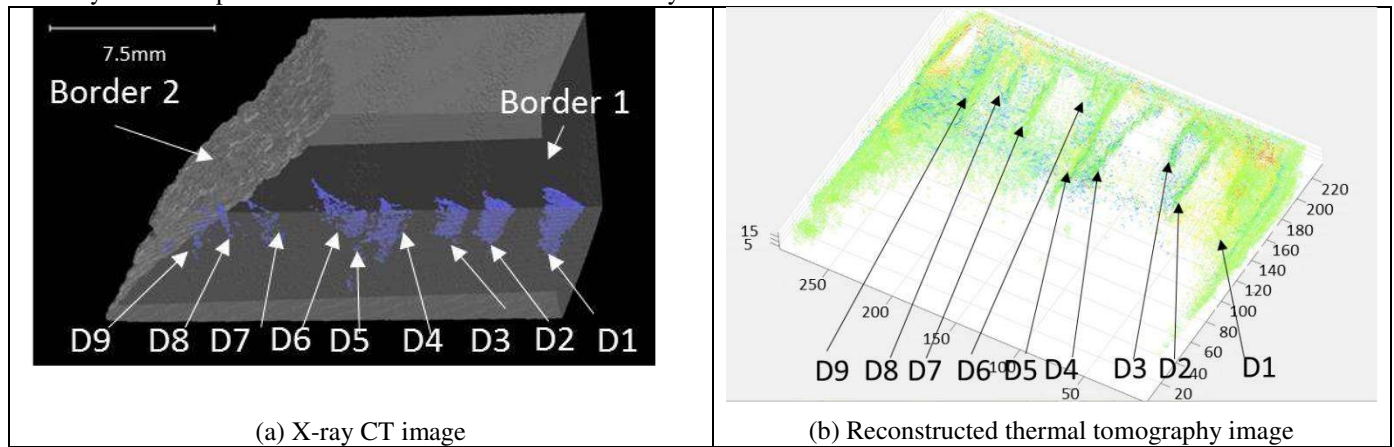 7.5mm
Border 2
Border 1
D9 D8 D7 D6 D5 D4 D3 D2 D1
(a) X-ray CT image
15
5
250
200
150
100
50
220
200
180
160
140
120
100
80
60
40
20
D9 D8 D7 D6 D5 D4 D3 D2 D1
(b) Reconstructed thermal tomography image